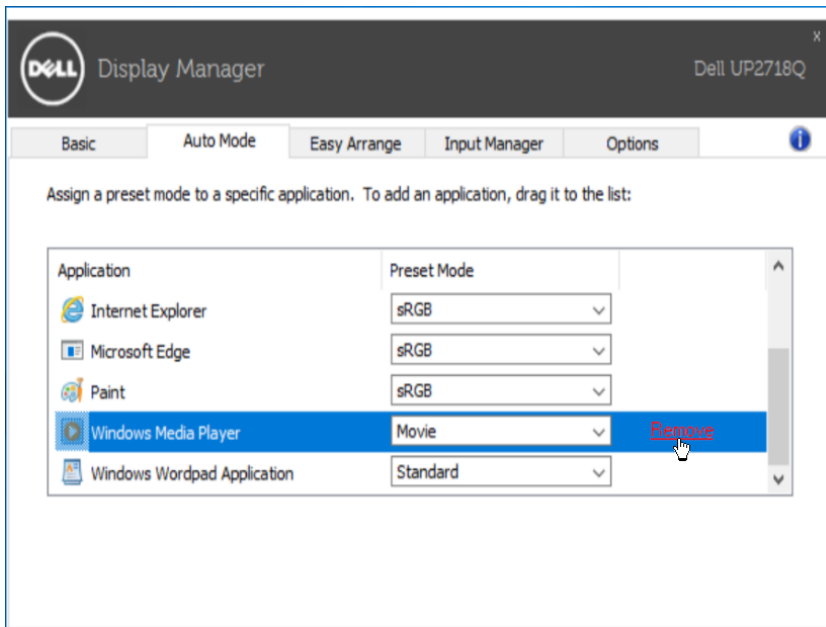 DELL Display Manager
x
Dell UP2718Q
Basic Auto Mode Easy Arrange Input Manager Options
Assign a preset mode to a specific application. To add an application, drag it to the list:
Application Preset Mode
Internet Explorer sRGB
Microsoft Edge sRGB
Paint sRGB
Windows Media Player Movie Remove
Windows Wordpad Application Standard